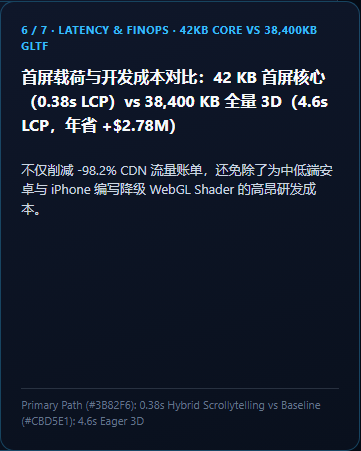 6 / 7 · LATENCY & FINOPS · 42KB CORE VS 38,400KB
GLTF
首屏载荷与开发成本对比：42 KB 首屏核心
（0.38s LCP）vs 38,400 KB 全量 3D（4.6s
LCP，年省 +$2.78M）
不仅削减 -98.2% CDN 流量账单，还免除了为中低端安
卓与 iPhone 编写降级 WebGL Shader 的高昂研发成
本。
Primary Path (#3B82F6): 0.38s Hybrid Scrollytelling vs Baseline
(#CBD5E1): 4.6s Eager 3D